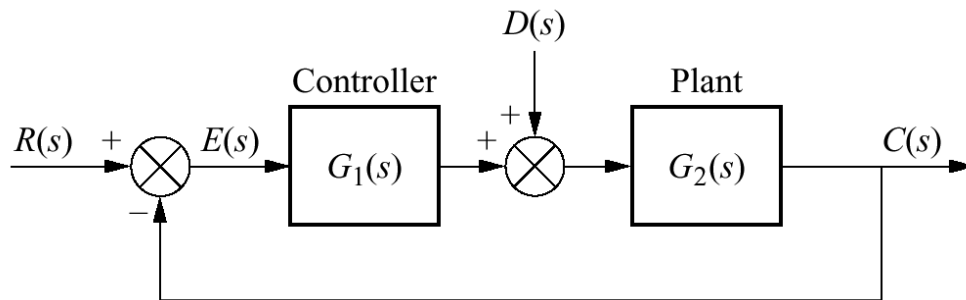 D(s)
Controller
Plant
R(s) + E(s) G₁(s) + + G₂(s) C(s)
−